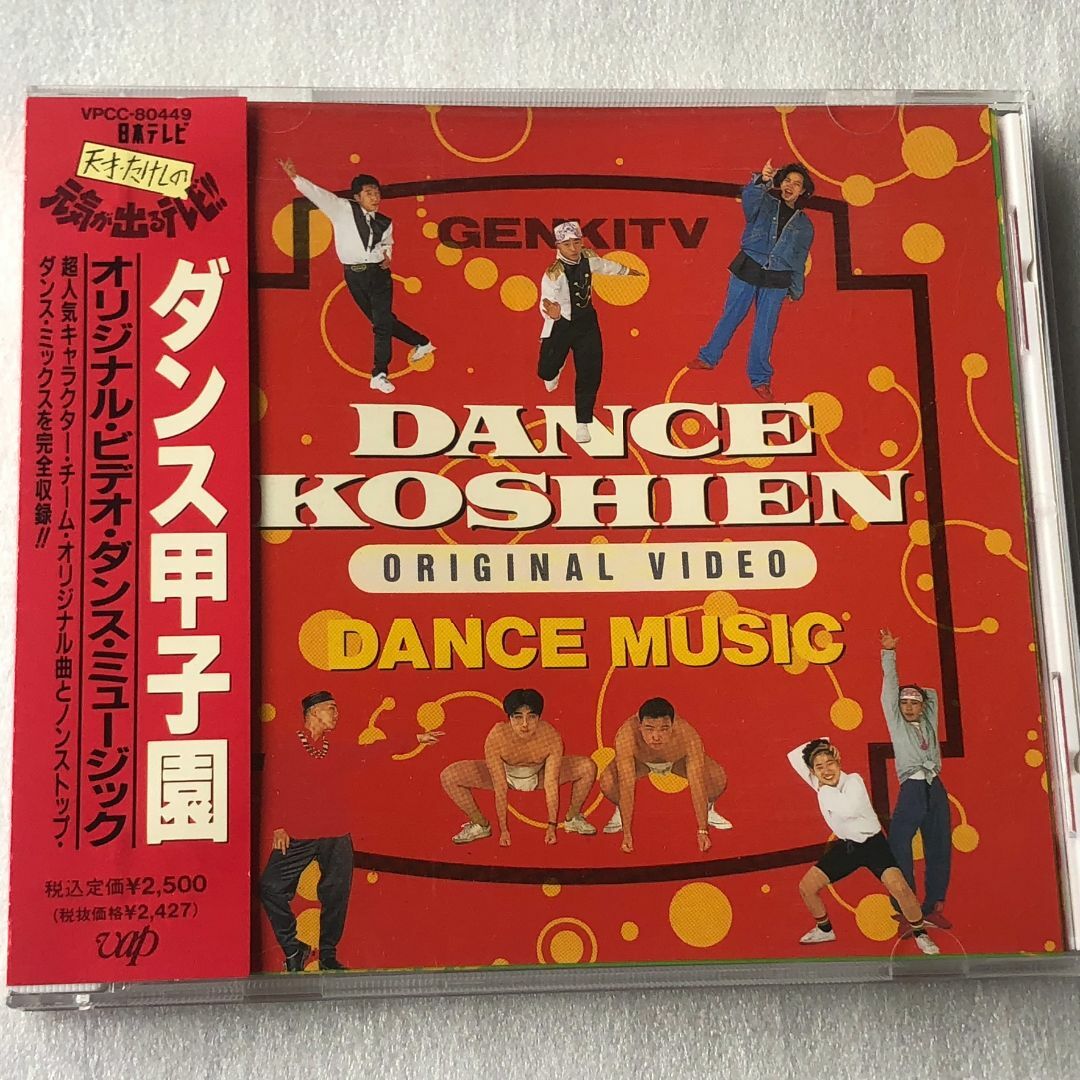 VPCC-80449
日本テレビ
天才・たけしの
元気が出るテレビ!!
ダンス甲子園
オリジナル・ビデオ・ダンス・ミュージック
超人気キャラクター・チーム・オリジナル曲とノンストップ・
ダンス・ミックスを完全収録!!
税込定価¥2,500
(税抜価格¥2,427)
vap
GENKITV
DANCE
KOSHIEN
ORIGINAL VIDEO
DANCE MUSIC